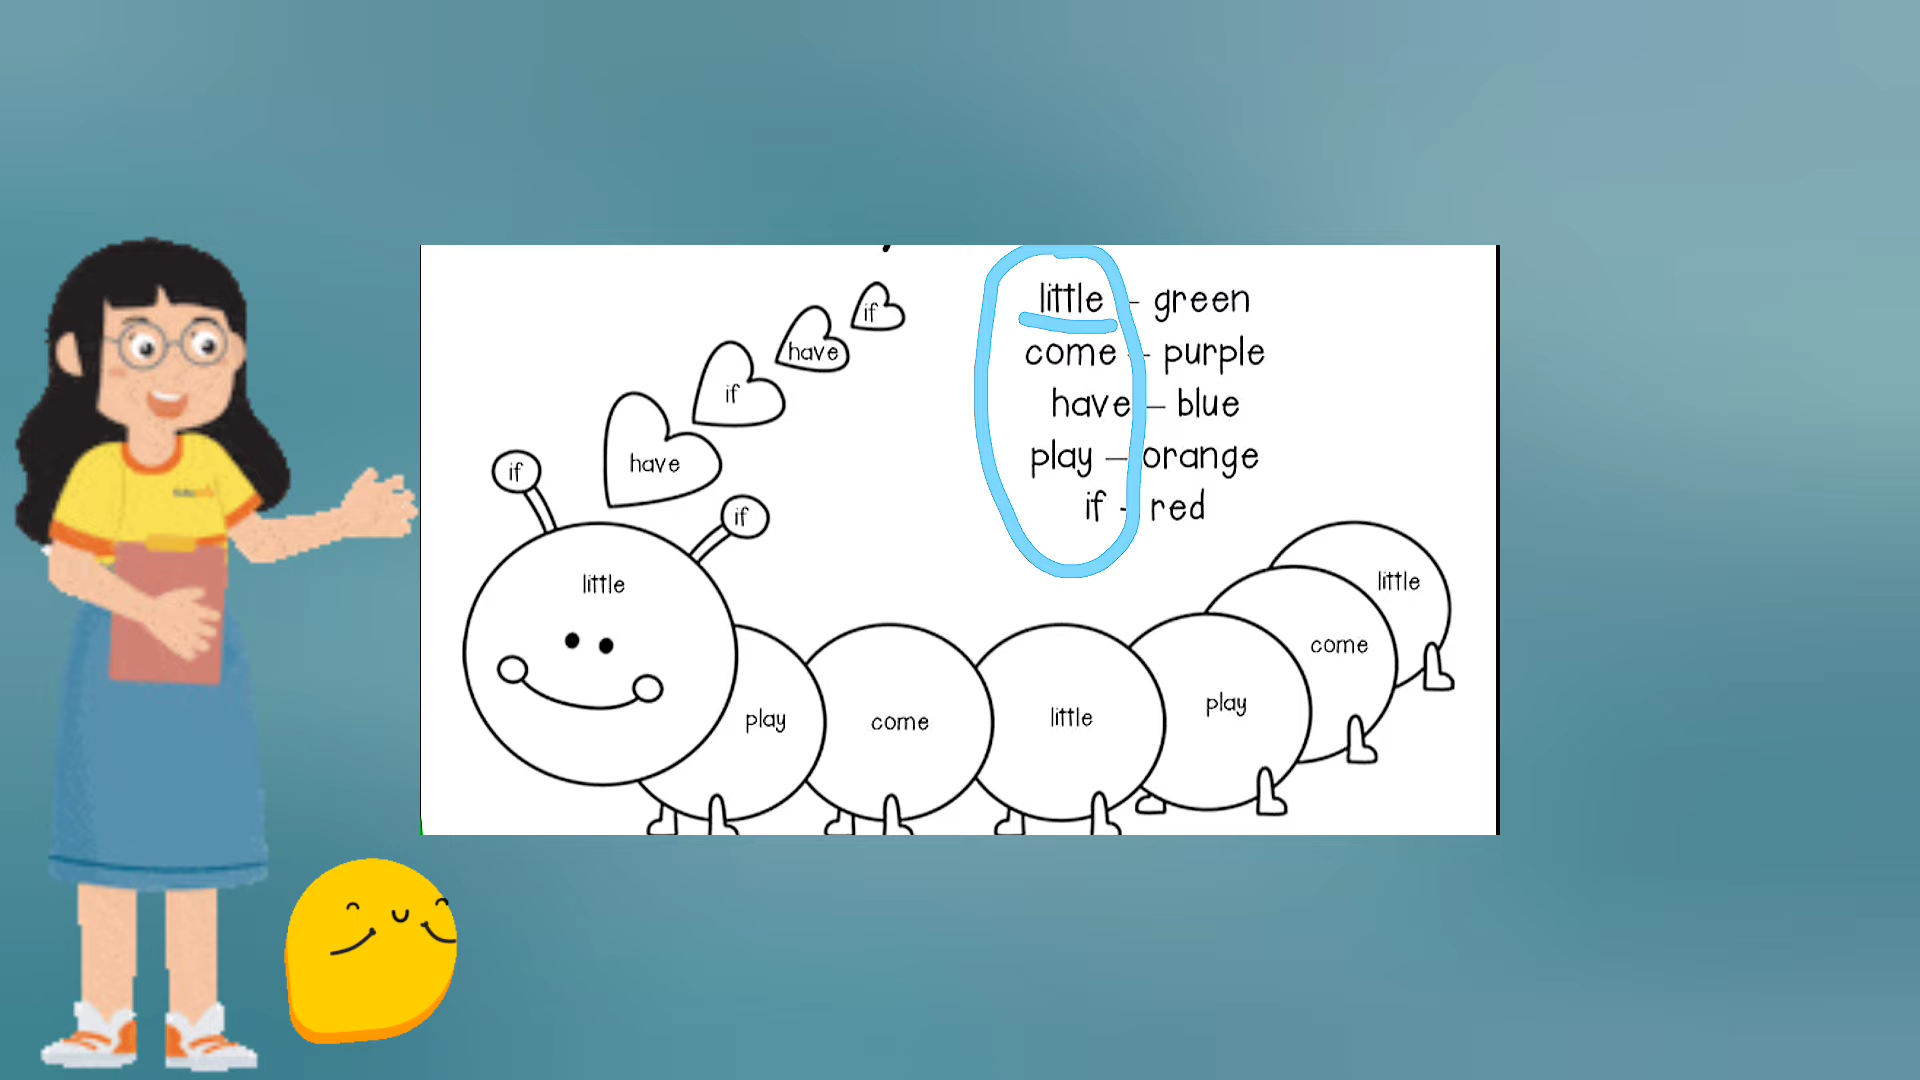 little - green
come - purple
have - blue
play - orange
if - red
if
have
if
have
if
if
little
play
come
little
play
come
little